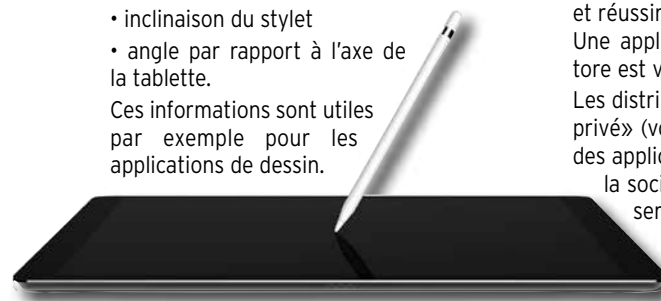 • inclinaison du stylet
• angle par rapport à l'axe de
la tablette.
Ces informations sont utiles
par exemple pour les
applications de dessin.
et réussir
Une appl
tore est v
Les distri
privé» (vo
des applic
la soci
ser